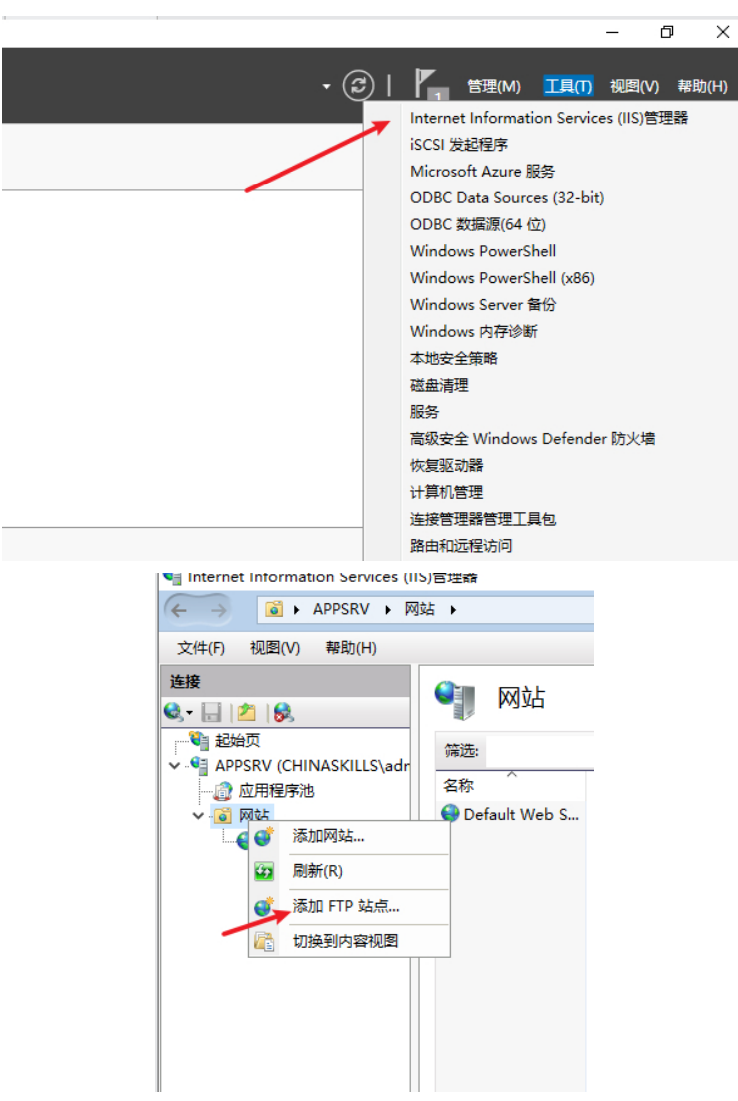 管理(M) 工具(T) 视图(V) 帮助(H)
1
Internet Information Services (IIS)管理器
iSCSI 发起程序
Microsoft Azure 服务
ODBC Data Sources (32-bit)
ODBC 数据源(64 位)
Windows PowerShell
Windows PowerShell (x86)
Windows Server 备份
Windows 内存诊断
本地安全策略
磁盘清理
服务
高级安全 Windows Defender 防火墙
恢复驱动器
计算机管理
连接管理器管理工具包
路由和远程访问
Internet Information Services (IIS)管理器
APPSRV 网站
文件(F) 视图(V) 帮助(H)
连接
起始页
APPSRV (CHINASKILLS\adr
应用程序池
网站
添加网站...
刷新(R)
添加 FTP 站点...
切换到内容视图
网站
筛选:
名称
Default Web S...